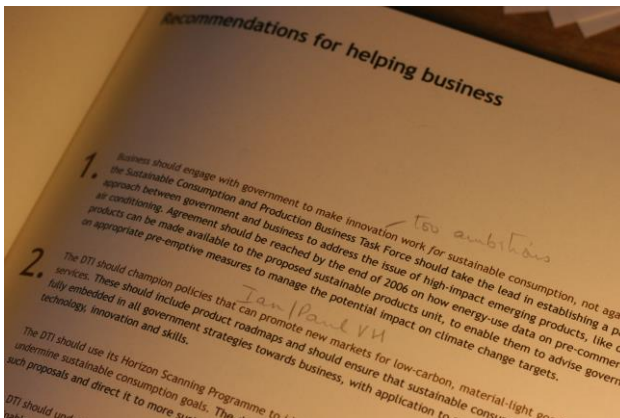 Recommendations for helping business
1.
Business should engage with government to make innovation work for sustainable consumption, not
the Sustainable Consumption and Production Business Task Force should take the lead in establishing a
approach between government and business to address the issue of high-impact emerging products, like
air conditioning. Agreement should be reached by the end of 2006 on how energy-use data on
products can be made available to the proposed sustainable products unit, to enable them to advise
on appropriate pre-emptive measures to manage the potential impact on climate change targets.
too ambitious
2.
The DTI should champion policies that can promote new markets for low-carbon, material-light
services. These should include product roadmaps and should ensure that sustainable
fully embedded in all government strategies towards business, with application to
technology, innovation and skills.
Ian/Paul VH
The DTI should use its Horizon Scanning Programme to
undermine sustainable consumption goals. The
such proposals and direct it to more
DTI should